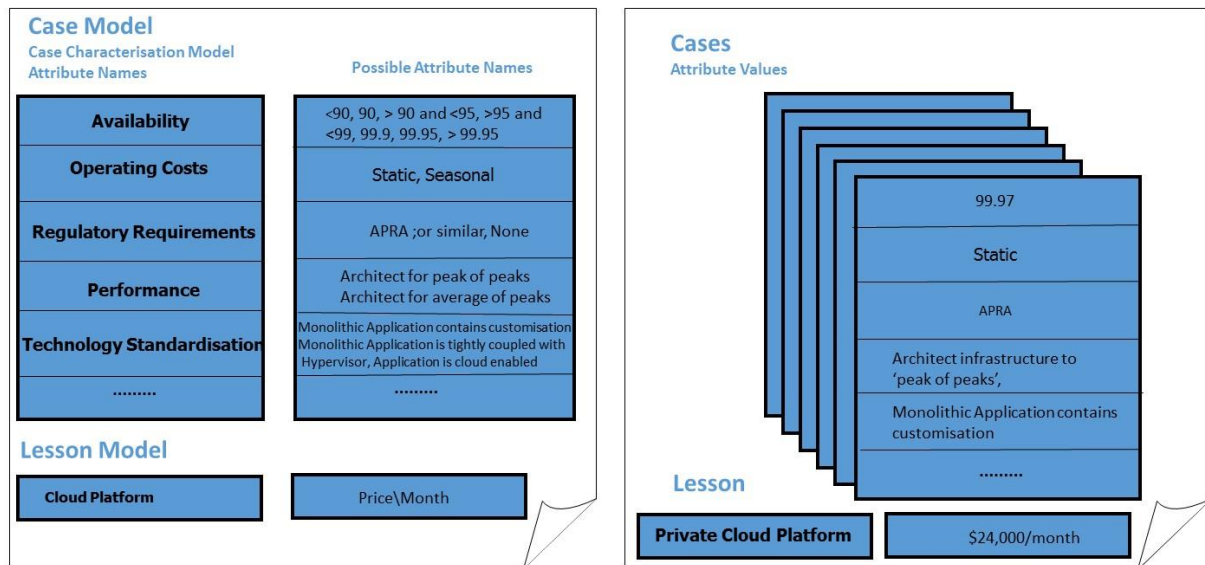 Case Model
Case Characterisation Model
Attribute Names
Possible Attribute Names
Availability
<90, 90, > 90 and <95, >95 and
<99, 99.9, 99.95, > 99.95
Operating Costs
Static, Seasonal
Regulatory Requirements
APRA ;or similar, None
Performance
Architect for peak of peaks
Architect for average of peaks
Technology Standardisation
Monolithic Application contains customisation
Monolithic Application is tightly coupled with
Hypervisor, Application is cloud enabled
.........
.........
Lesson Model
Cloud Platform
Price\Month
Cases
Attribute Values
99.97
Static
APRA
Architect infrastructure to
‘peak of peaks’,
Monolithic Application contains
customisation
.........
Lesson
Private Cloud Platform
$24,000/month